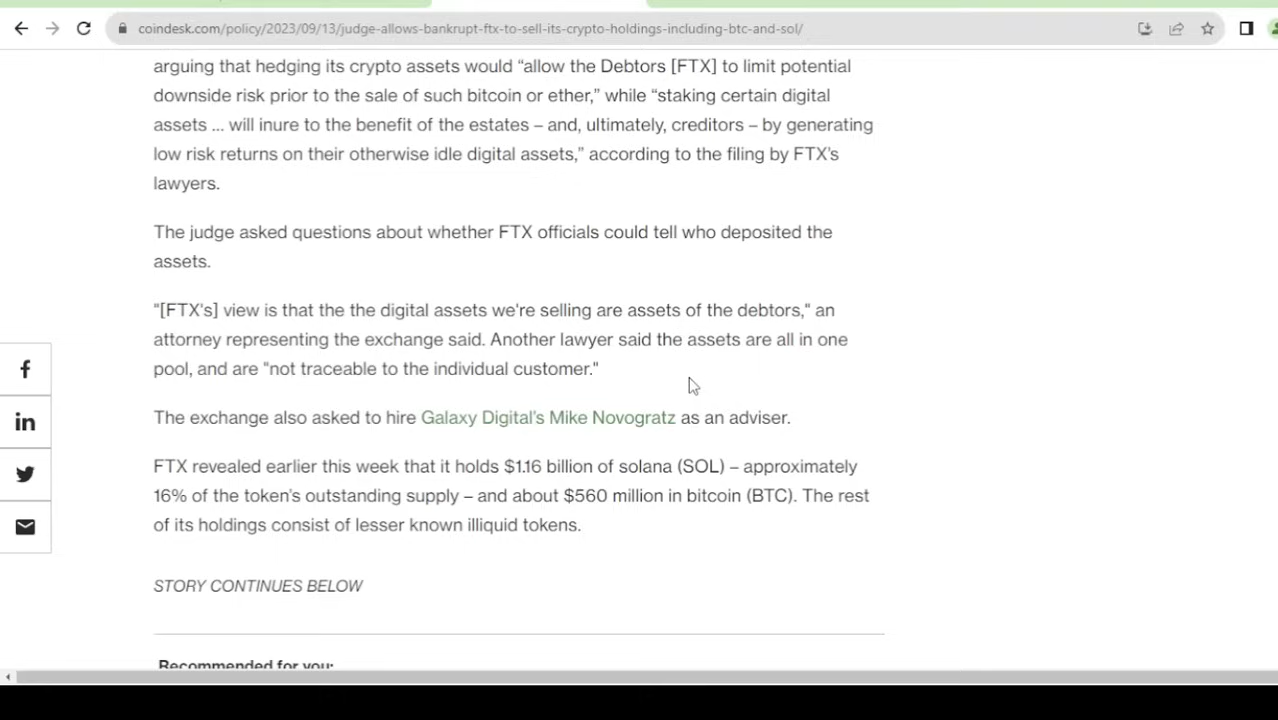 coindesk.com/policy/2023/09/13/judge-allows-bankrupt-ftx-to-sell-its-crypto-holdings-including-btc-and-sol/
arguing that hedging its crypto assets would “allow the Debtors [FTX] to limit potential
downside risk prior to the sale of such bitcoin or ether,” while “staking certain digital
assets ... will inure to the benefit of the estates – and, ultimately, creditors – by generating
low risk returns on their otherwise idle digital assets,” according to the filing by FTX’s
lawyers.
The judge asked questions about whether FTX officials could tell who deposited the
assets.
"[FTX's] view is that the the digital assets we're selling are assets of the debtors," an
attorney representing the exchange said. Another lawyer said the assets are all in one
pool, and are "not traceable to the individual customer."
The exchange also asked to hire Galaxy Digital’s Mike Novogratz as an adviser.
FTX revealed earlier this week that it holds $1.16 billion of solana (SOL) – approximately
16% of the token’s outstanding supply – and about $560 million in bitcoin (BTC). The rest
of its holdings consist of lesser known illiquid tokens.
STORY CONTINUES BELOW
Recommended for you: